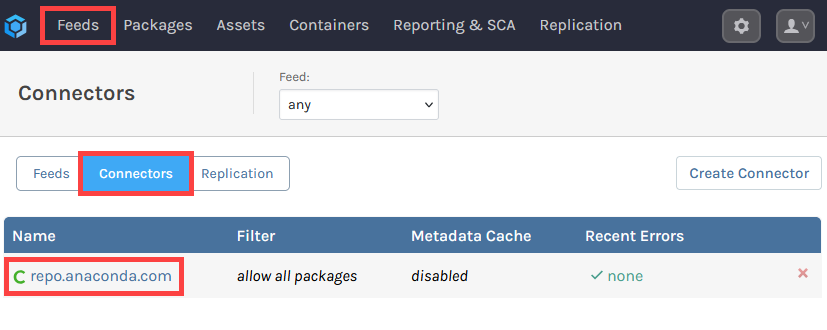 Feeds Packages Assets Containers Reporting & SCA Replication
Connectors
Feed:
any
Feeds Connectors Replication
Create Connector
Name Filter Metadata Cache Recent Errors
repo.anaconda.com allow all packages disabled none